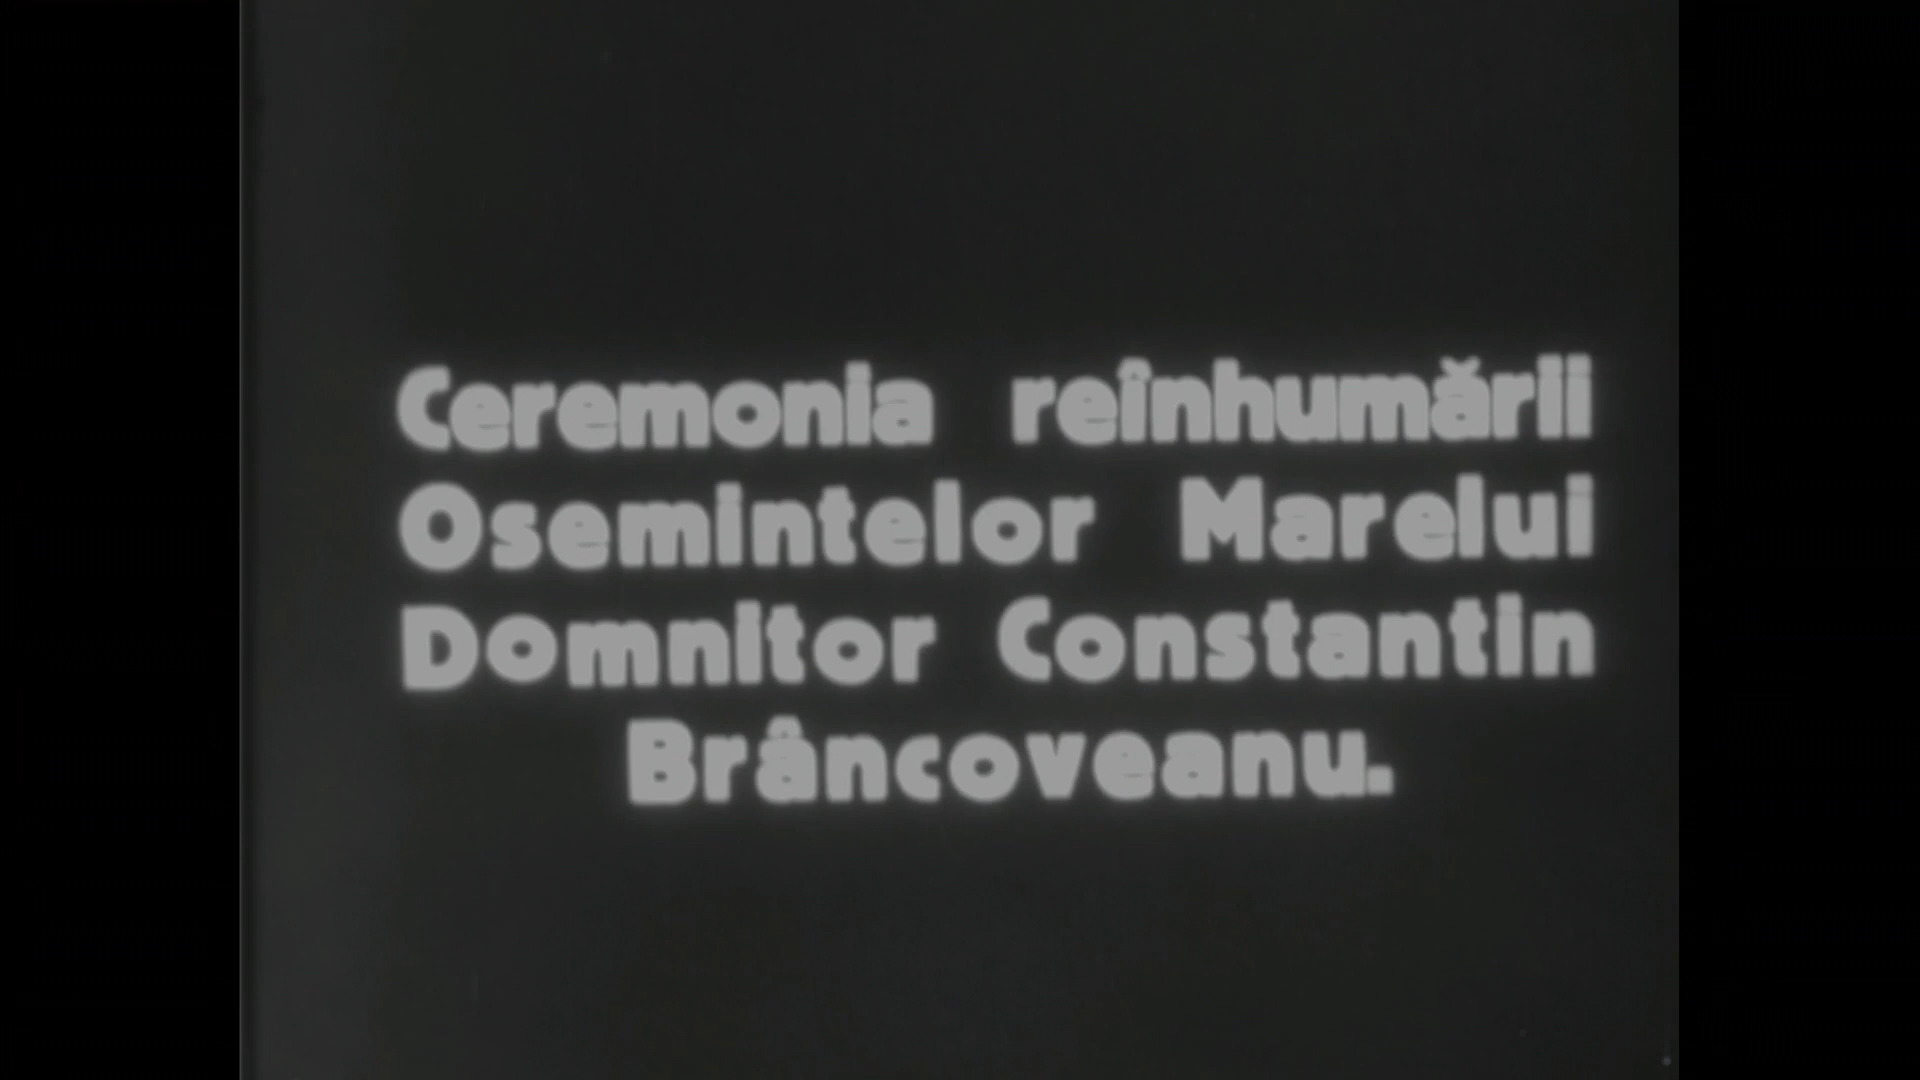 Ceremonia reînhumării
Osemintelor Marelui
Domnitor Constantin
Brâncoveanu.